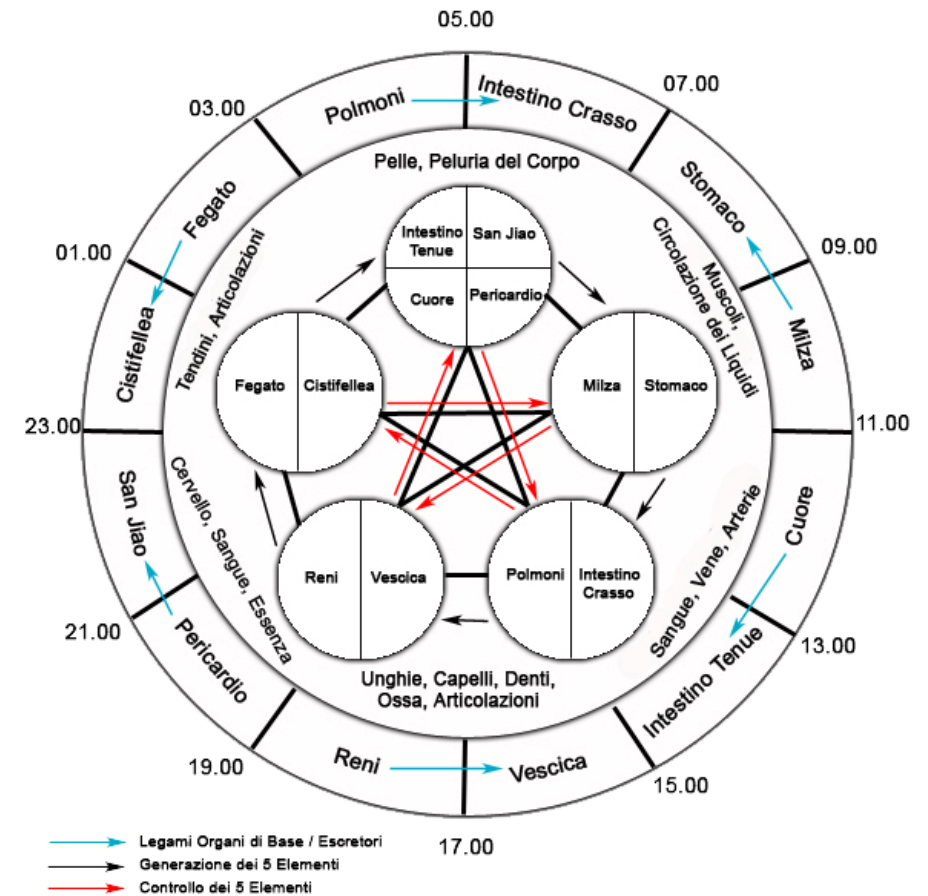 05.00
03.00
Polmoni
Intestino Crasso
07.00
Pelle, Peluria del Corpo
Fegato
Stomaco
01.00
09.00
Tendini, Articolazioni
Intestino
Tenue
San Jiao
Cuore
Pericardio
Muscoli,
Circolazione dei Liquidi
Cistifellea
Milza
Fegato
Cistifellea
Milza
Stomaco
23.00
11.00
San Jiao
Cervello, Sangue, Essenza
Sangue, Vene, Arterie
Cuore
Reni
Vescica
Polmoni
Intestino
Crasso
21.00
13.00
Pericardio
Intestino Tenue
Unghie, Capelli, Denti,
Ossa, Articolazioni
19.00
Reni
Vescica
15.00
17.00
Legami Organi di Base / Escretori
Generazione dei 5 Elementi
Controllo dei 5 Elementi